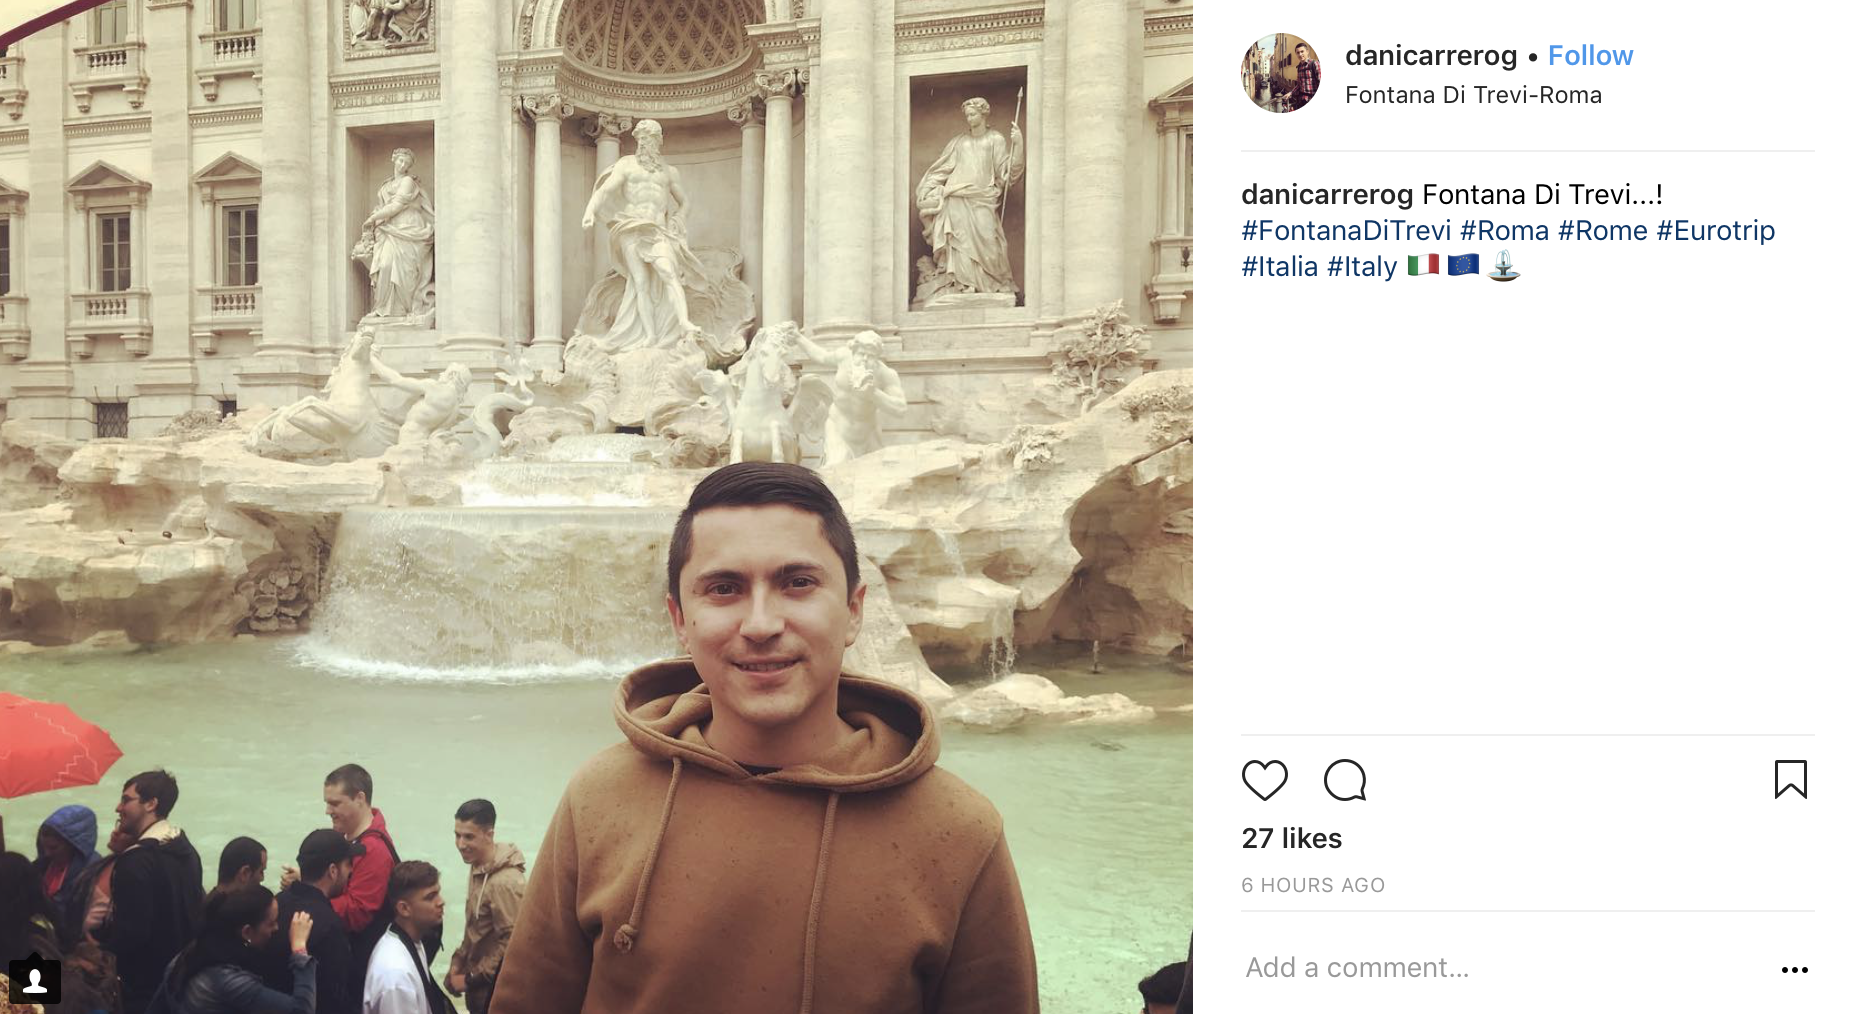 danicarrerog • Follow
Fontana Di Trevi-Roma
danicarrerog Fontana Di Trevi...!
#FontanaDiTrevi #Roma #Rome #Eurotrip
#Italia #Italy 🇮🇹 🇪🇺 ⛲
27 likes
6 HOURS AGO
Add a comment...